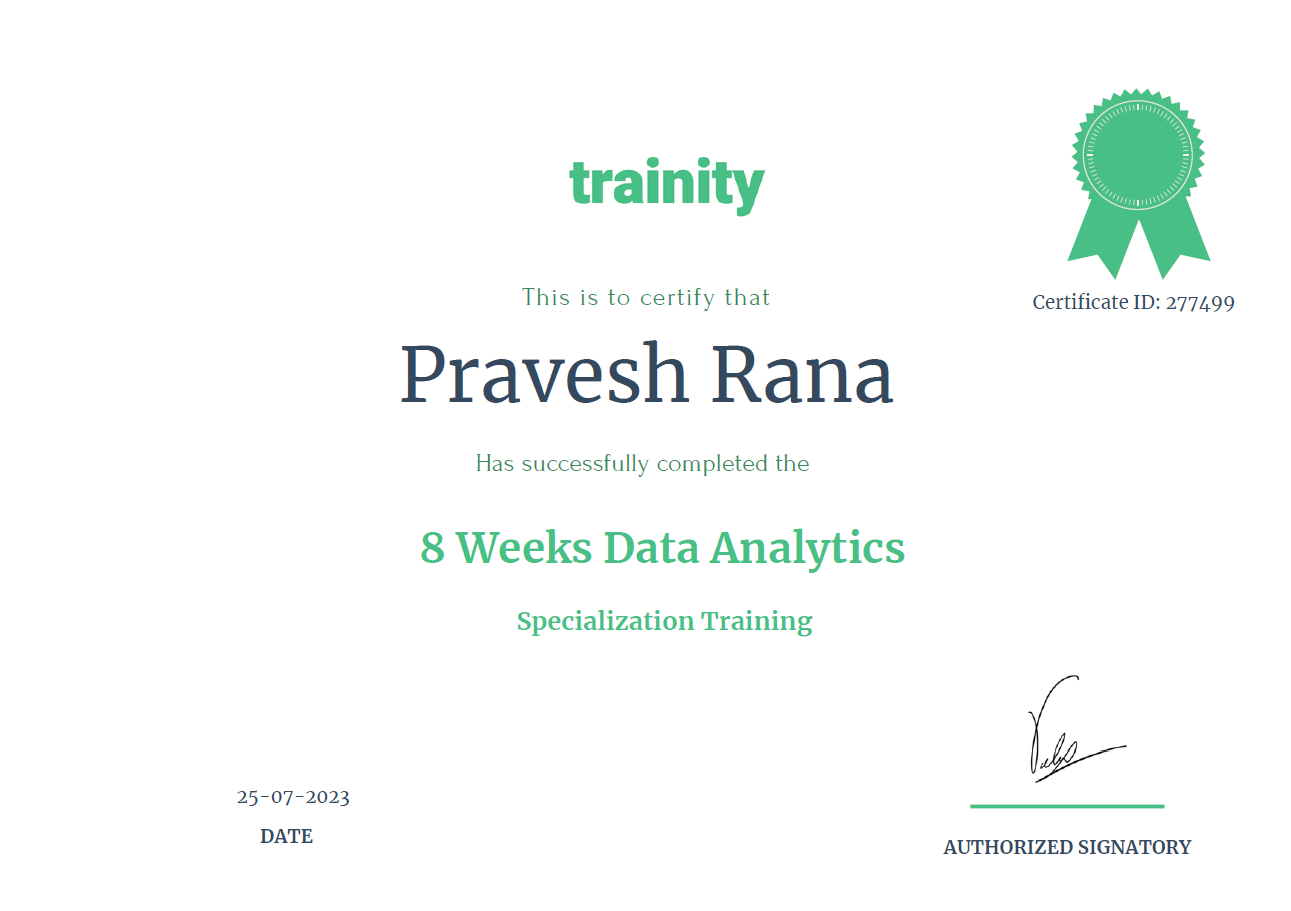 trainity
This is to certify that
Certificate ID: 277499
Pravesh Rana
Has successfully completed the
8 Weeks Data Analytics
Specialization Training
25-07-2023
DATE
AUTHORIZED SIGNATORY